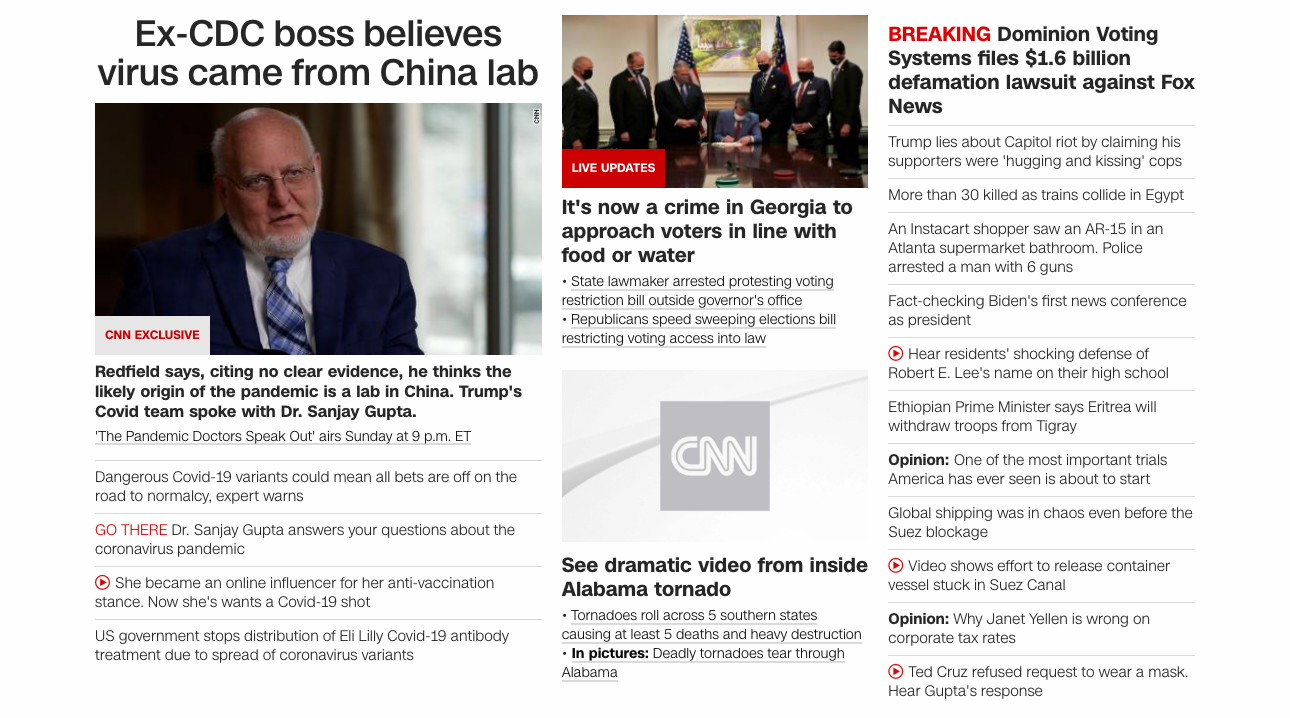 Ex-CDC boss believes
virus came from China lab
CNN
CNN EXCLUSIVE
Redfield says, citing no clear evidence, he thinks the
likely origin of the pandemic is a lab in China. Trump's
Covid team spoke with Dr. Sanjay Gupta.
'The Pandemic Doctors Speak Out' airs Sunday at 9 p.m. ET
Dangerous Covid-19 variants could mean all bets are off on the
road to normalcy, expert warns
GO THERE Dr. Sanjay Gupta answers your questions about the
coronavirus pandemic
She became an online influencer for her anti-vaccination
stance. Now she's wants a Covid-19 shot
US government stops distribution of Eli Lilly Covid-19 antibody
treatment due to spread of coronavirus variants
LIVE UPDATES
It's now a crime in Georgia to
approach voters in line with
food or water
• State lawmaker arrested protesting voting
restriction bill outside governor's office
• Republicans speed sweeping elections bill
restricting voting access into law
CNN
See dramatic video from inside
Alabama tornado
• Tornadoes roll across 5 southern states
causing at least 5 deaths and heavy destruction
• In pictures: Deadly tornadoes tear through
Alabama
BREAKING Dominion Voting
Systems files $1.6 billion
defamation lawsuit against Fox
News
Trump lies about Capitol riot by claiming his
supporters were 'hugging and kissing' cops
More than 30 killed as trains collide in Egypt
An Instacart shopper saw an AR-15 in an
Atlanta supermarket bathroom. Police
arrested a man with 6 guns
Fact-checking Biden's first news conference
as president
Hear residents' shocking defense of
Robert E. Lee's name on their high school
Ethiopian Prime Minister says Eritrea will
withdraw troops from Tigray
Opinion: One of the most important trials
America has ever seen is about to start
Global shipping was in chaos even before the
Suez blockage
Video shows effort to release container
vessel stuck in Suez Canal
Opinion: Why Janet Yellen is wrong on
corporate tax rates
Ted Cruz refused request to wear a mask.
Hear Gupta's response